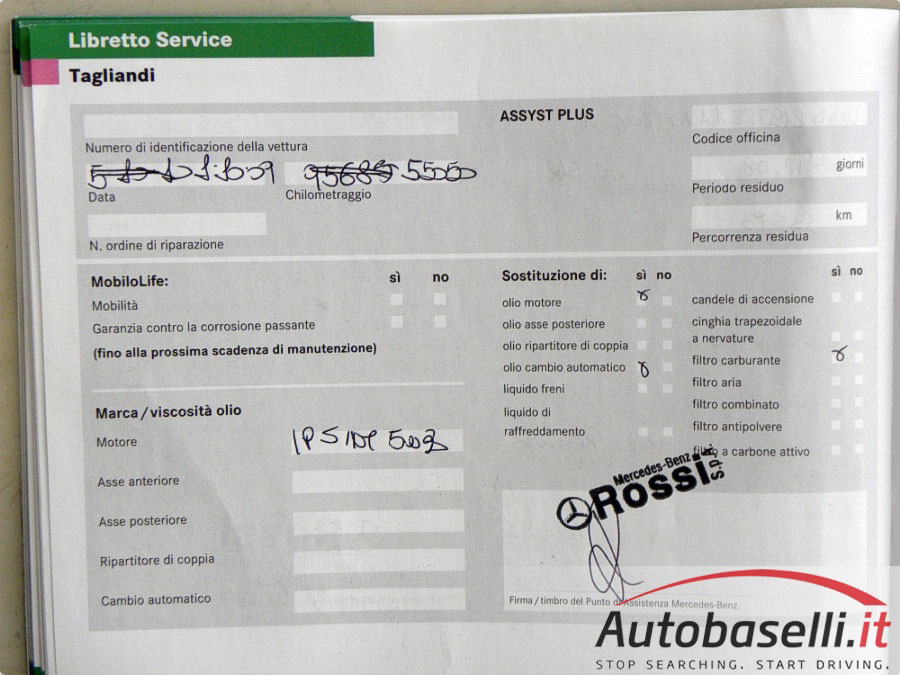 Libretto Service
Tagliandi
ASSYST PLUS
Numero di identificazione della vettura
Codice officina
95689 55550
Data
Chilometraggio
giorni
Periodo residuo
km
N. ordine di riparazione
Percorrenza residua
MobiloLife: sì no
Mobilità
Garanzia contro la corrosione passante
(fino alla prossima scadenza di manutenzione)
Sostituzione di: sì no
olio motore
olio asse posteriore
olio ripartitore di coppia
olio cambio automatico
liquido freni
liquido di
raffreddamento
sì no
candele di accensione
cinghia trapezoidale
a nervature
filtro carburante
filtro aria
filtro combinato
filtro antipolvere
filtro a carbone attivo
Marca/viscosità olio
Motore
Asse anteriore
Asse posteriore
Ripartitore di coppia
Cambio automatico
Mercedes-Benz
Rossi SpA
Firma/timbro del Punto di Assistenza Mercedes-Benz
Autobaselli.it
STOP SEARCHING. START DRIVING.